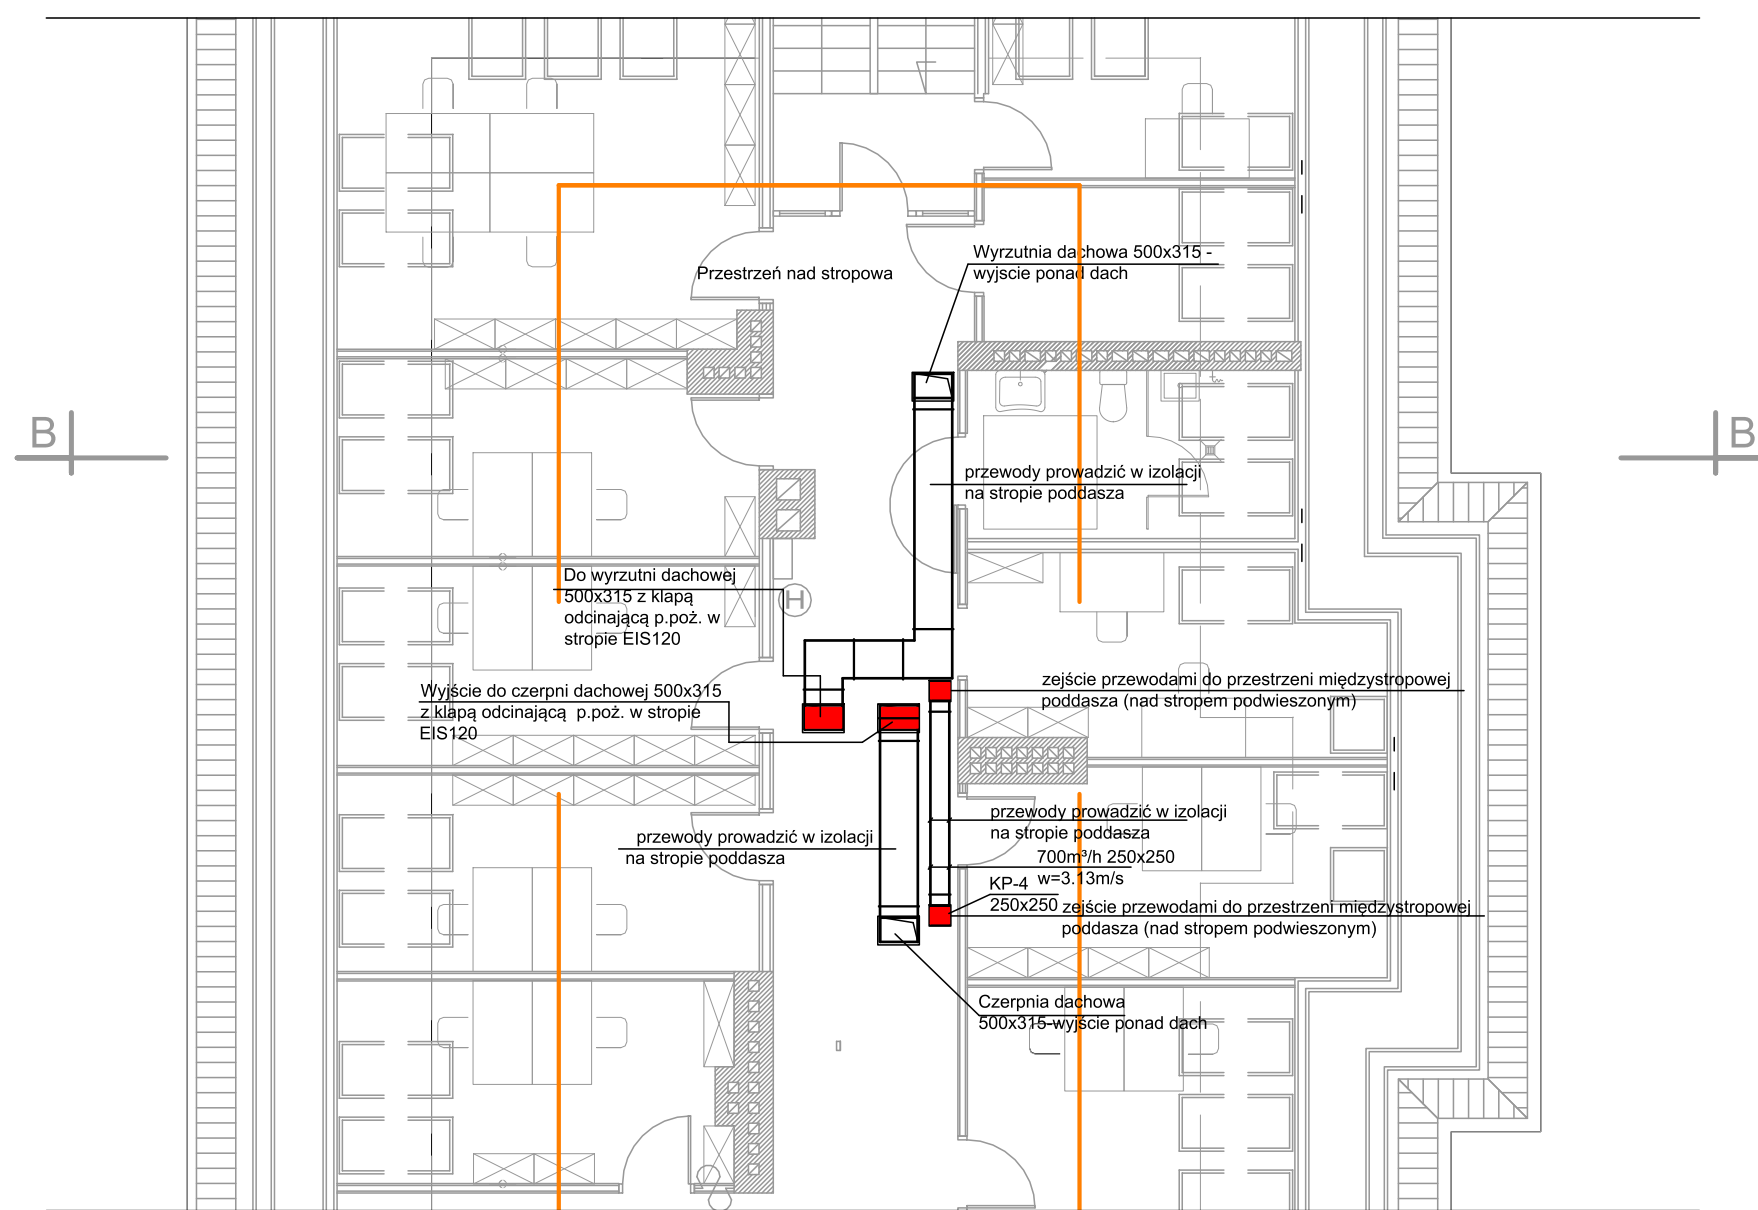 Wyrzutnia dachowa 500x315 -
wyjscie ponad dach
Przestrzeń nad stropowa
B
B
przewody prowadzić w izolacji
na stropie poddasza
Do wyrzutni dachowej
500x315 z klapą
odcinającą p.poż. w
stropie EIS120
H
zejście przewodami do przestrzeni międzystropowej
poddasza (nad stropem podwieszonym)
Wyjście do czerpni dachowej 500x315
z klapą odcinającą p.poż. w stropie
EIS120
przewody prowadzić w izolacji
na stropie poddasza
przewody prowadzić w izolacji
na stropie poddasza
700m³/h 250x250
w=3.13m/s
KP-4
250x250
zejście przewodami do przestrzeni międzystropowej
poddasza (nad stropem podwieszonym)
Czerpnia dachowa
500x315-wyjście ponad dach